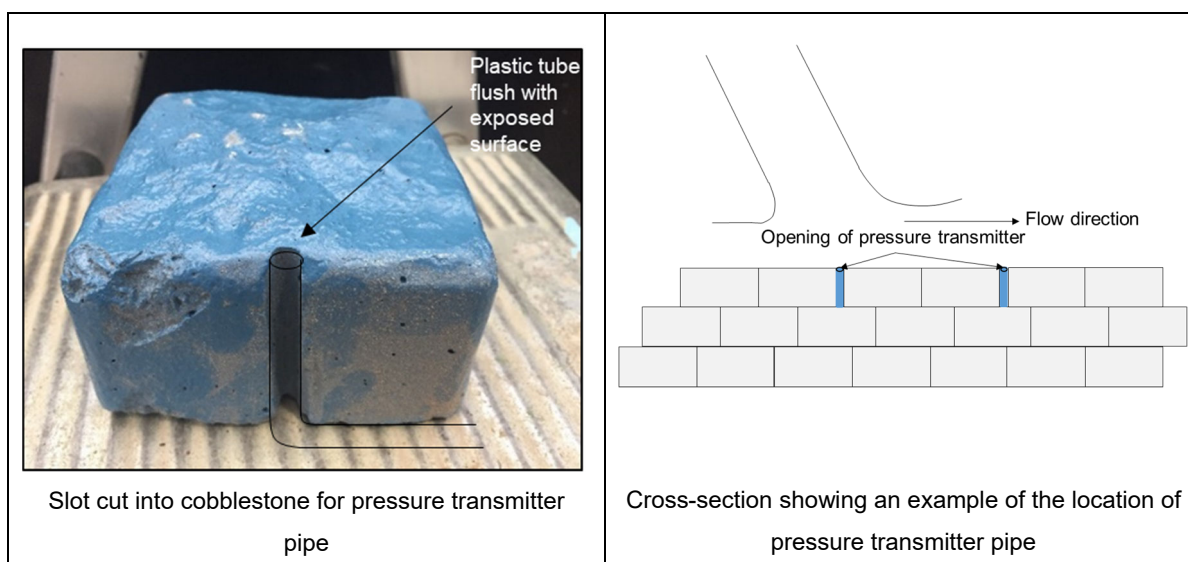 Plastic tube
flush with
exposed
surface
Slot cut into cobblestone for pressure transmitter
pipe
Flow direction
Opening of pressure transmitter
Cross-section showing an example of the location of
pressure transmitter pipe